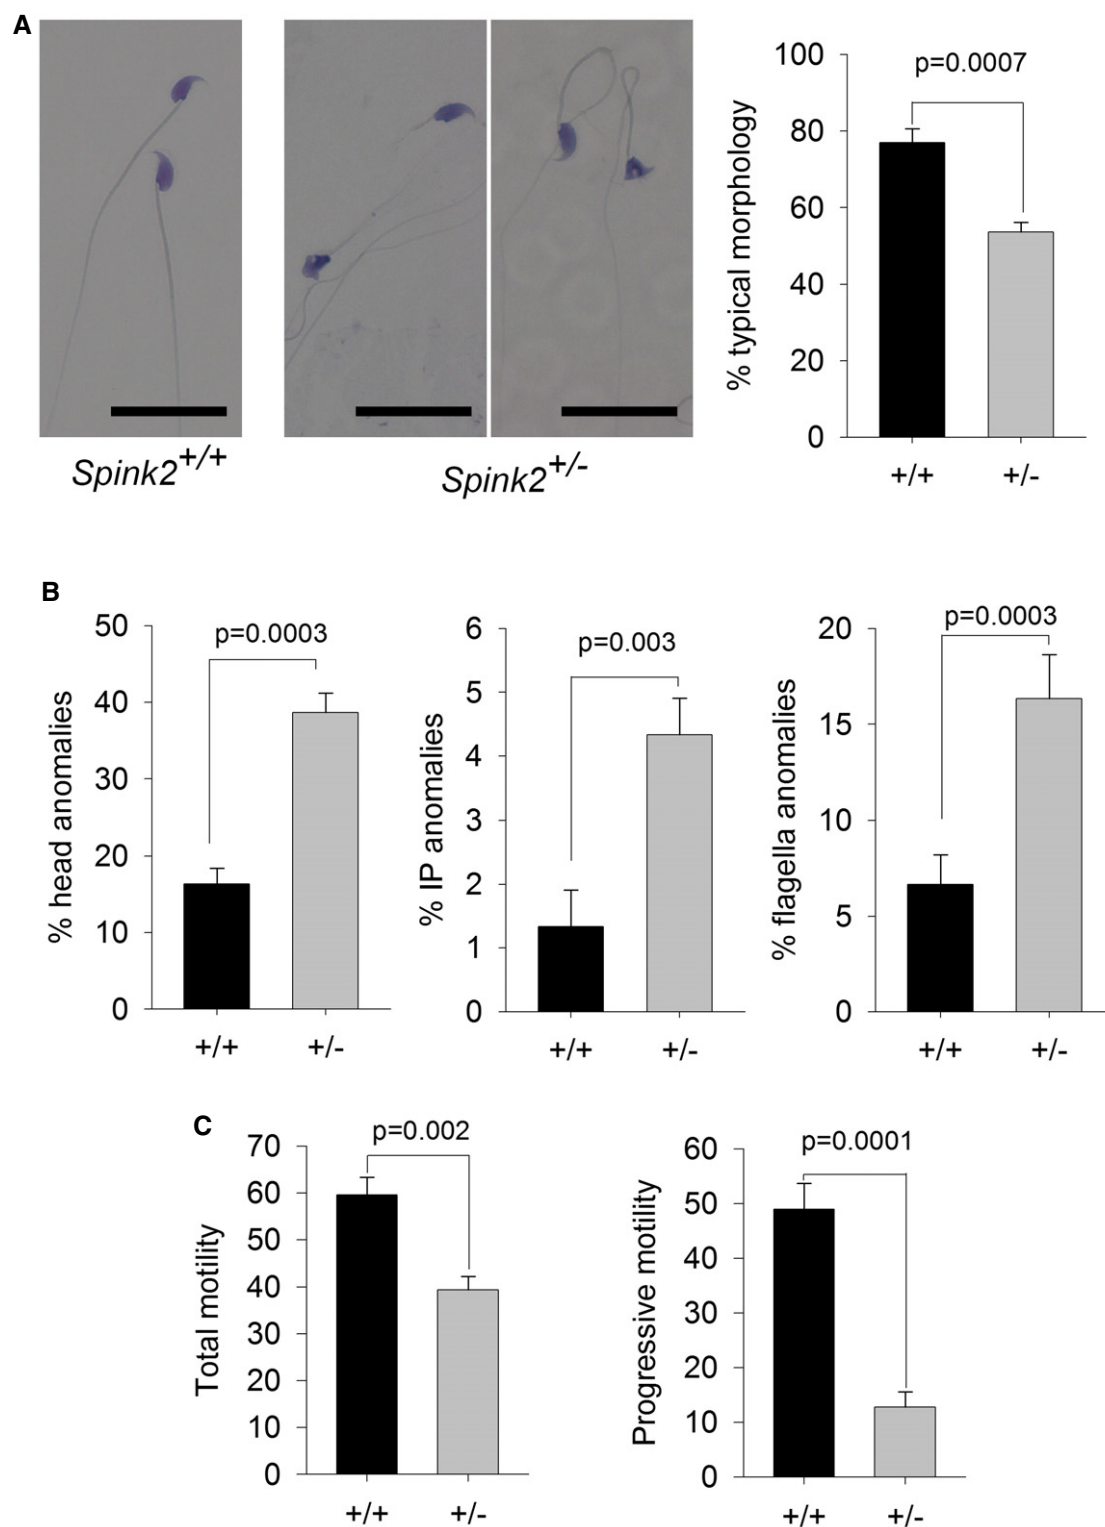 A
Spink2+/+
Spink2+/-
% typical morphology
100
80
60
40
20
0
p=0.0007
+/+ +/-
B
% head anomalies
50
40
30
20
10
0
p=0.0003
+/+ +/-
% IP anomalies
6
5
4
3
2
1
0
p=0.003
+/+ +/-
% flagella anomalies
20
15
10
5
0
p=0.0003
+/+ +/-
C
Total motility
70
60
50
40
30
20
10
0
p=0.002
+/+ +/-
Progressive motility
60
50
40
30
20
10
0
p=0.0001
+/+ +/-